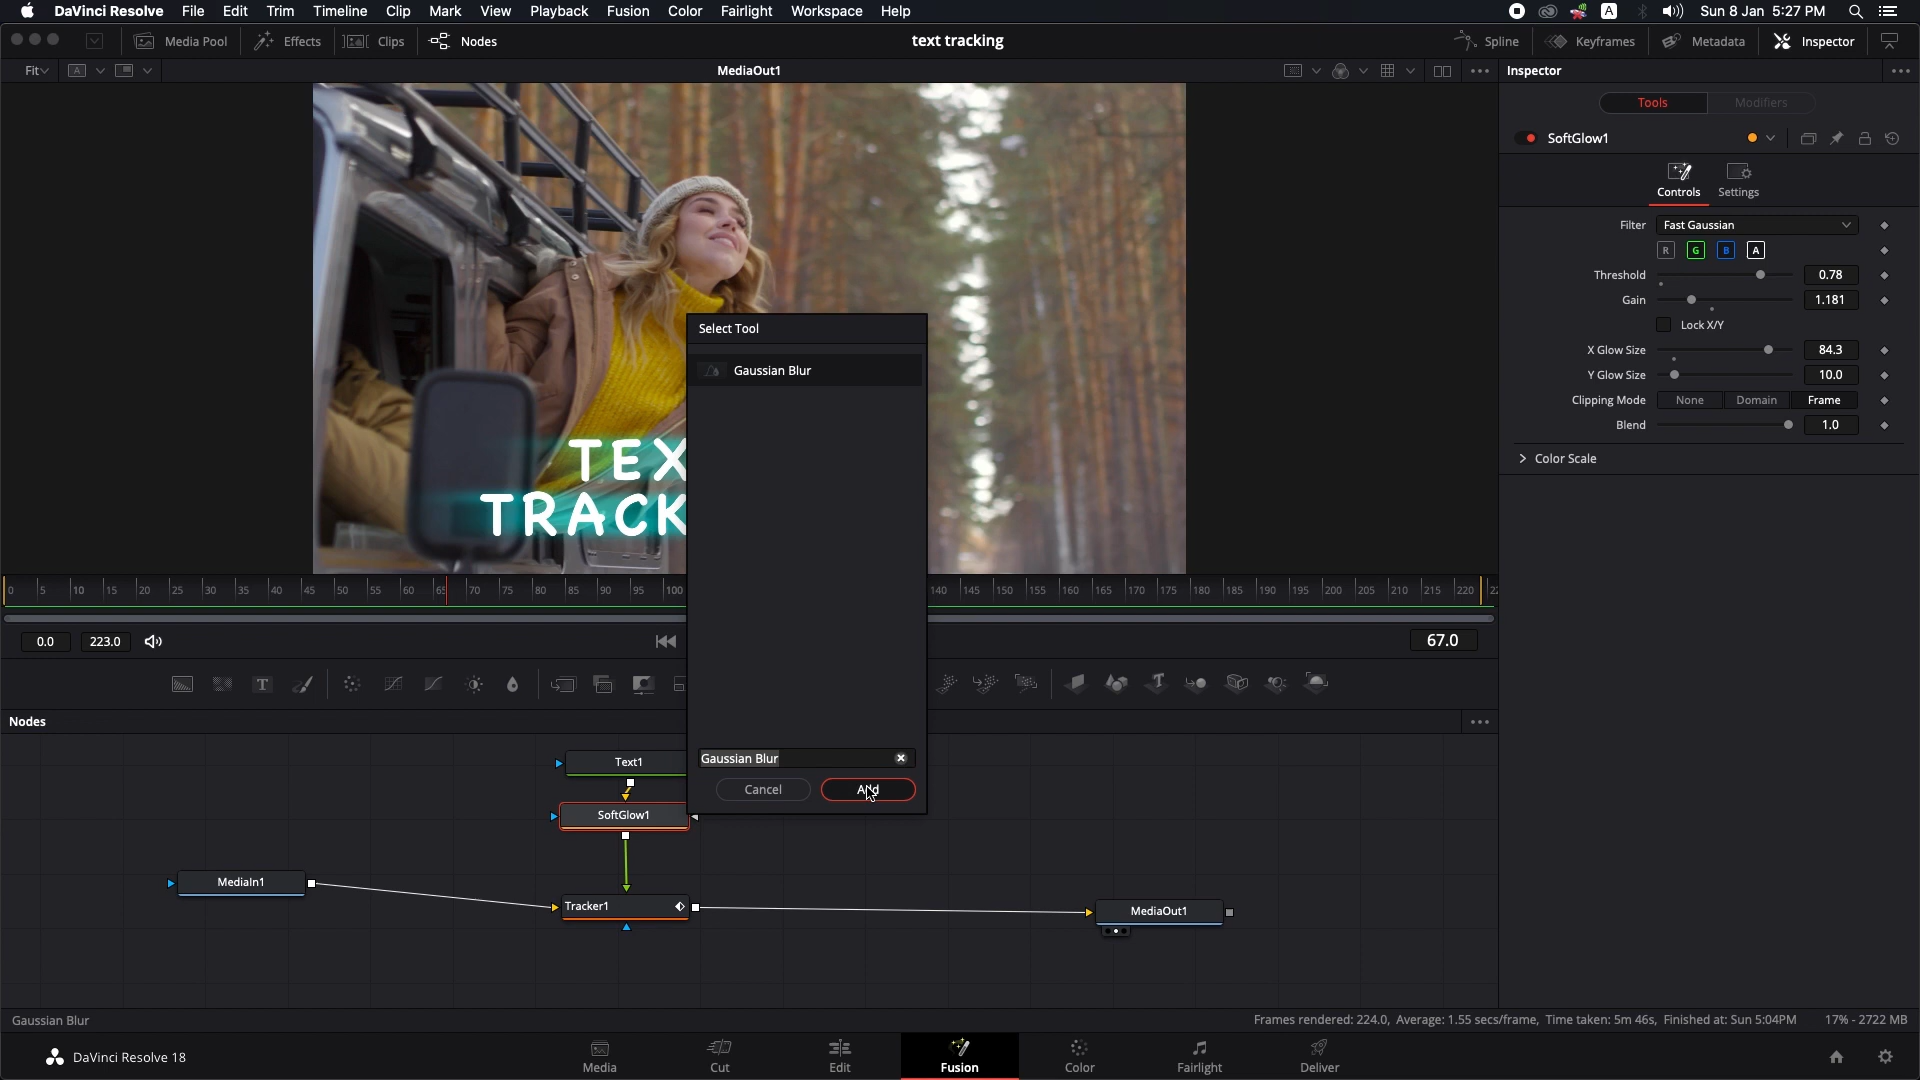 DaVinci Resolve File Edit Trim Timeline Clip Mark View Playback Fusion Color Fairlight Workspace Help
A Sun 8 Jan 5:27 PM
Media Pool Effects Clips Nodes
text tracking
Spline Keyframes Metadata Inspector
Fit A
MediaOut1
Inspector
Tools Modifiers
SoftGlow1
Controls Settings
Filter Fast Gaussian
R G B A
Threshold 0.78
Gain 1.181
Lock X/Y
X Glow Size 84.3
Y Glow Size 10.0
Clipping Mode None Domain Frame
Blend 1.0
Color Scale
Select Tool
Gaussian Blur
TEX
TRACK
0 5 10 15 20 25 30 35 40 45 50 55 60 65 70 75 80 85 90 95 100
140 145 150 155 160 165 170 175 180 185 190 195 200 205 210 215 220
0.0 223.0
67.0
T
Nodes
Gaussian Blur
Cancel Add
Text1
SoftGlow1
MediaIn1
Tracker1
MediaOut1
Gaussian Blur
Frames rendered: 224.0, Average: 1.55 secs/frame, Time taken: 5m 46s, Finished at: Sun 5:04PM 17% - 2722 MB
DaVinci Resolve 18
Media Cut Edit Fusion Color Fairlight Deliver